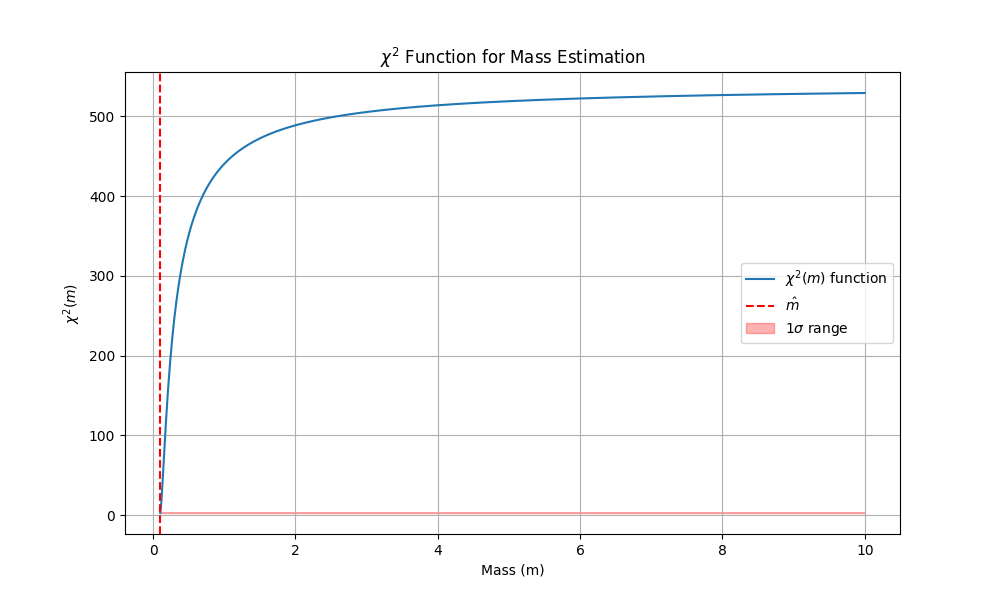 χ² Function for Mass Estimation
χ²(m)
500
400
300
200
100
0
χ²(m) function
m̂
1σ range
0 2 4 6 8 10
Mass (m)